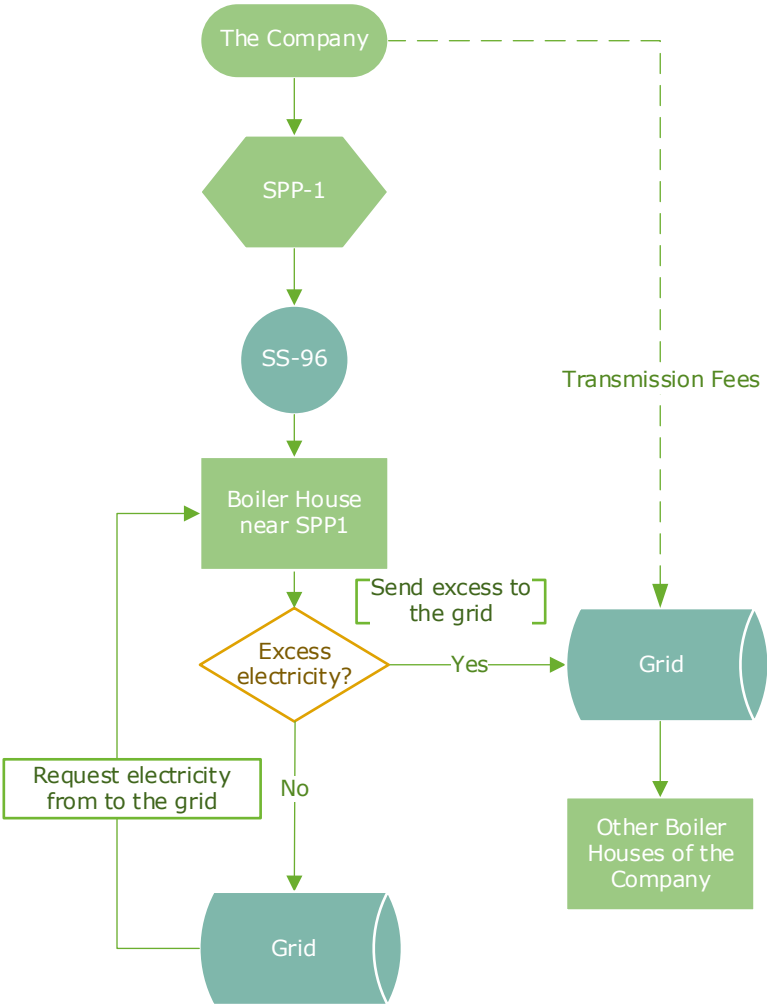 The Company
SPP-1
SS-96
Transmission Fees
Boiler House
near SPP1
Send excess to
the grid
Excess
electricity?
Yes
Grid
Request electricity
from to the grid
No
Other Boiler
Houses of the
Company
Grid